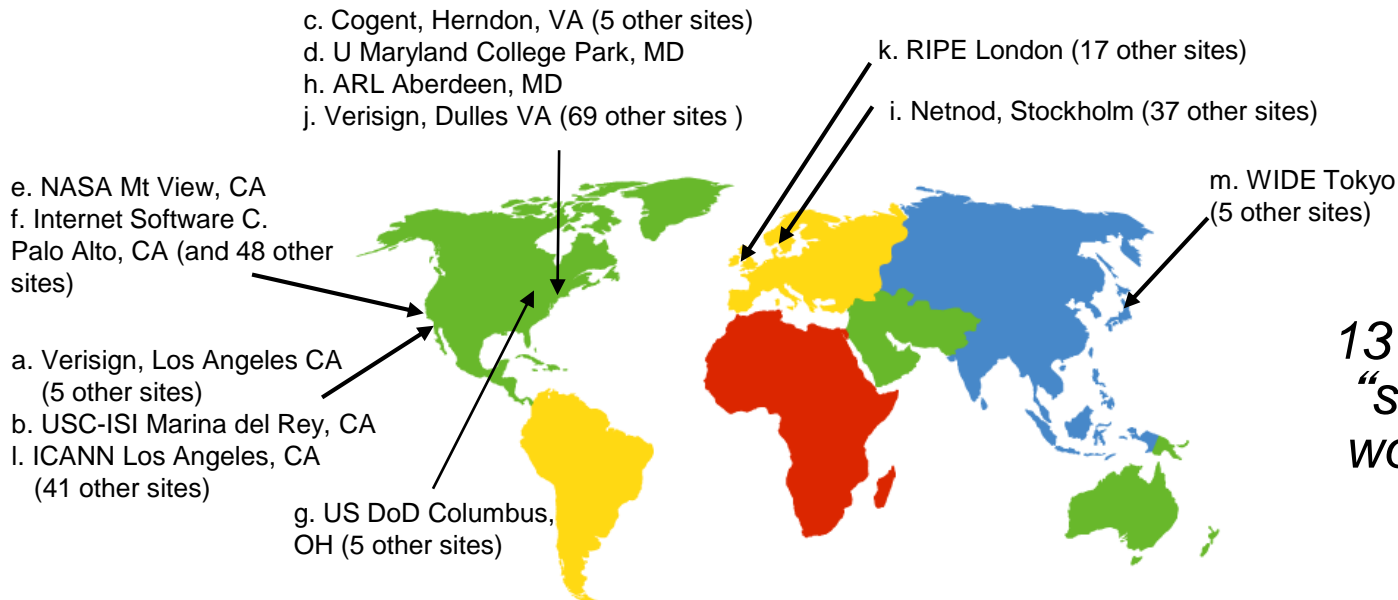 c. Cogent, Herndon, VA (5 other sites)
d. U Maryland College Park, MD
h. ARL Aberdeen, MD
j. Verisign, Dulles VA (69 other sites )
k. RIPE London (17 other sites)
i. Netnod, Stockholm (37 other sites)
m. WIDE Tokyo
(5 other sites)
e. NASA Mt View, CA
f. Internet Software C.
Palo Alto, CA (and 48 other
sites)
a. Verisign, Los Angeles CA
(5 other sites)
b. USC-ISI Marina del Rey, CA
l. ICANN Los Angeles, CA
(41 other sites)
g. US DoD Columbus,
OH (5 other sites)
13